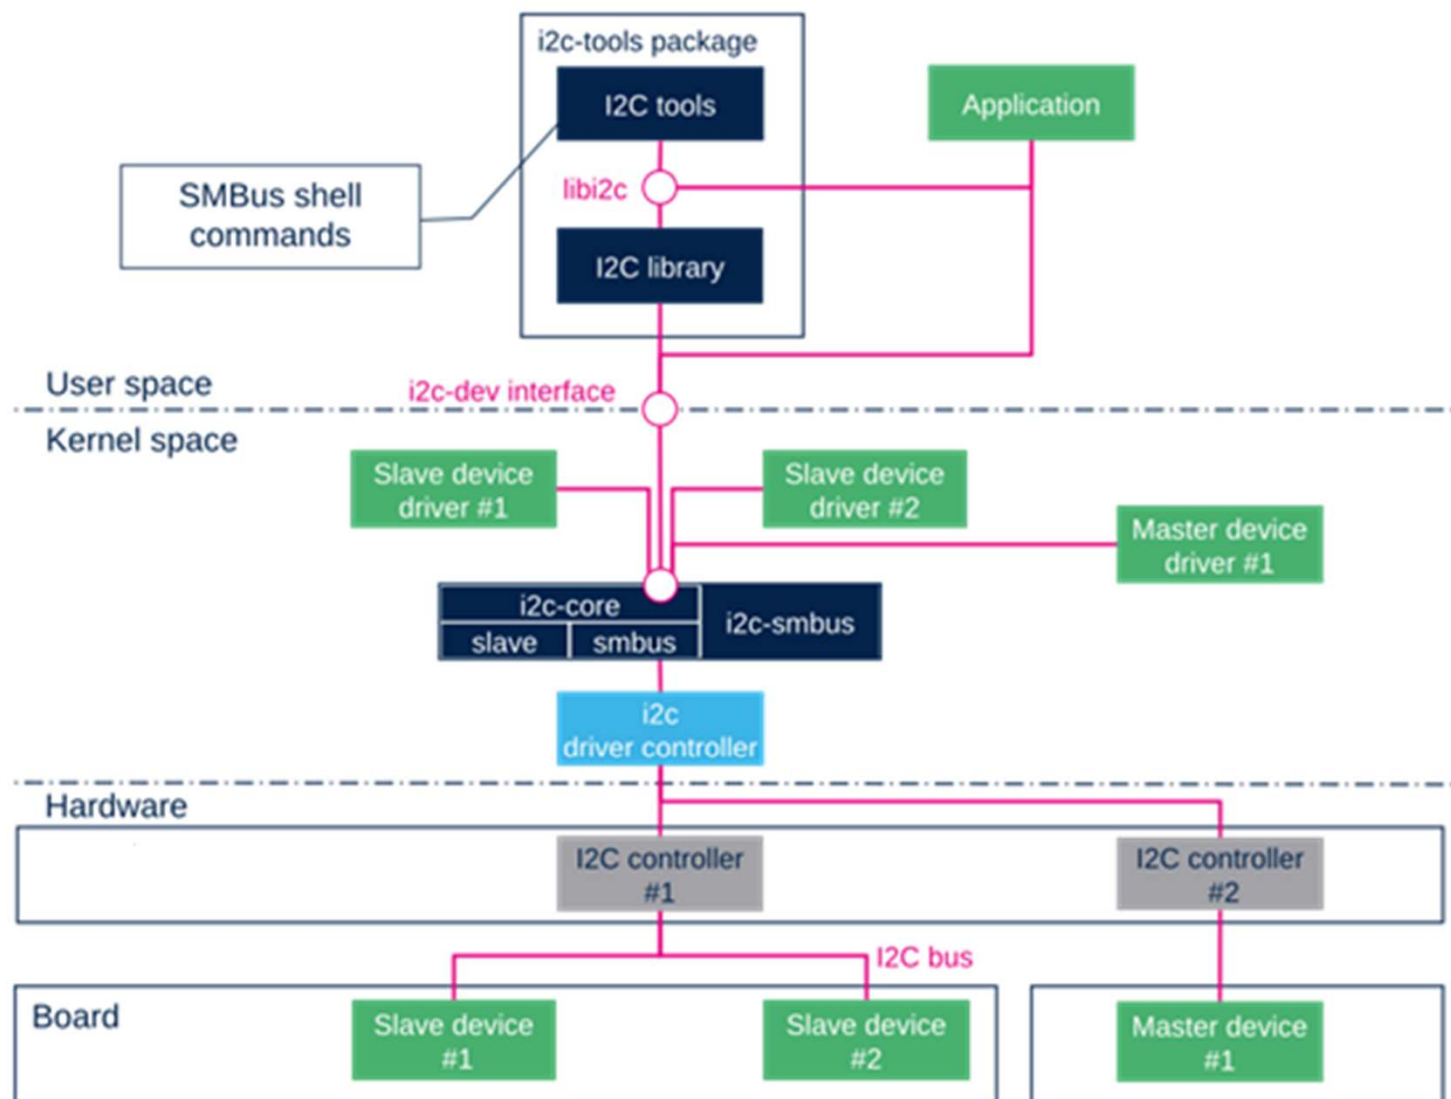 i2c-tools package
I2C tools
Application
SMBus shell
commands
libi2c
I2C library
User space
i2c-dev interface
Kernel space
Slave device
driver #1
Slave device
driver #2
Master device
driver #1
i2c-core
slave
smbus
i2c-smbus
i2c
driver controller
Hardware
I2C controller
#1
I2C controller
#2
I2C bus
Board
Slave device
#1
Slave device
#2
Master device
#1